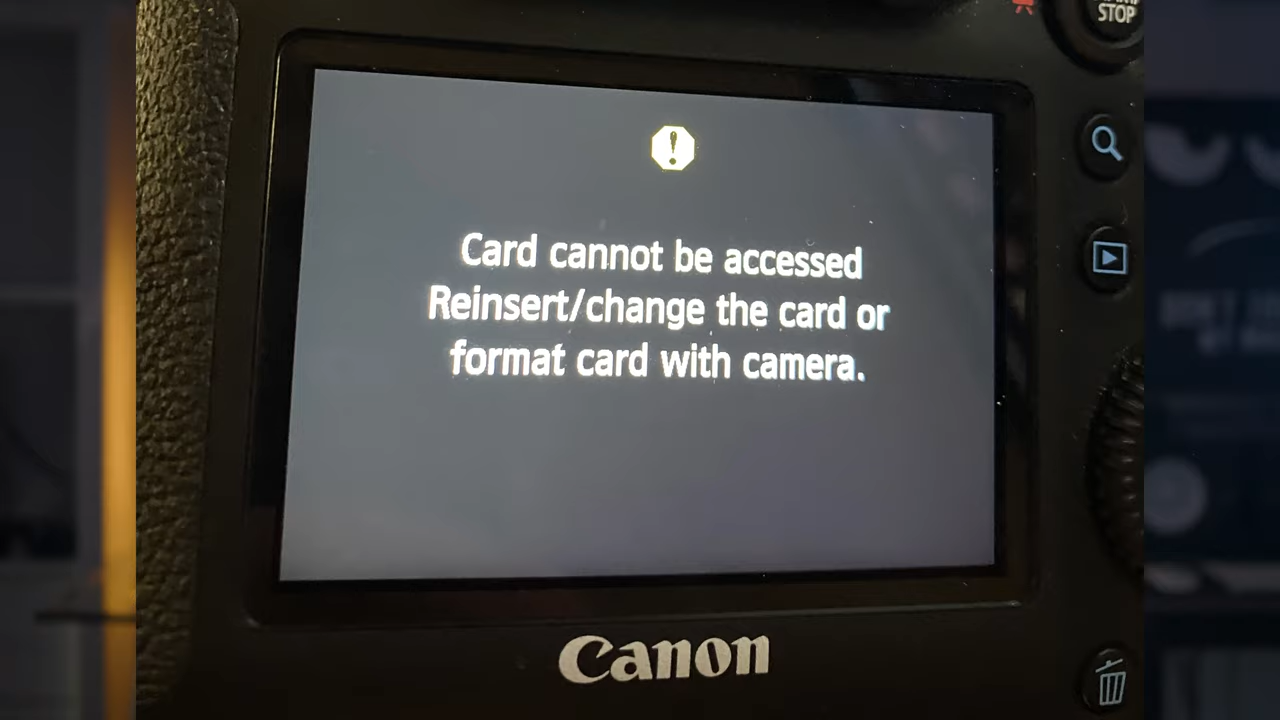 STOP
Card cannot be accessed
Reinsert/change the card or
format card with camera.
Canon